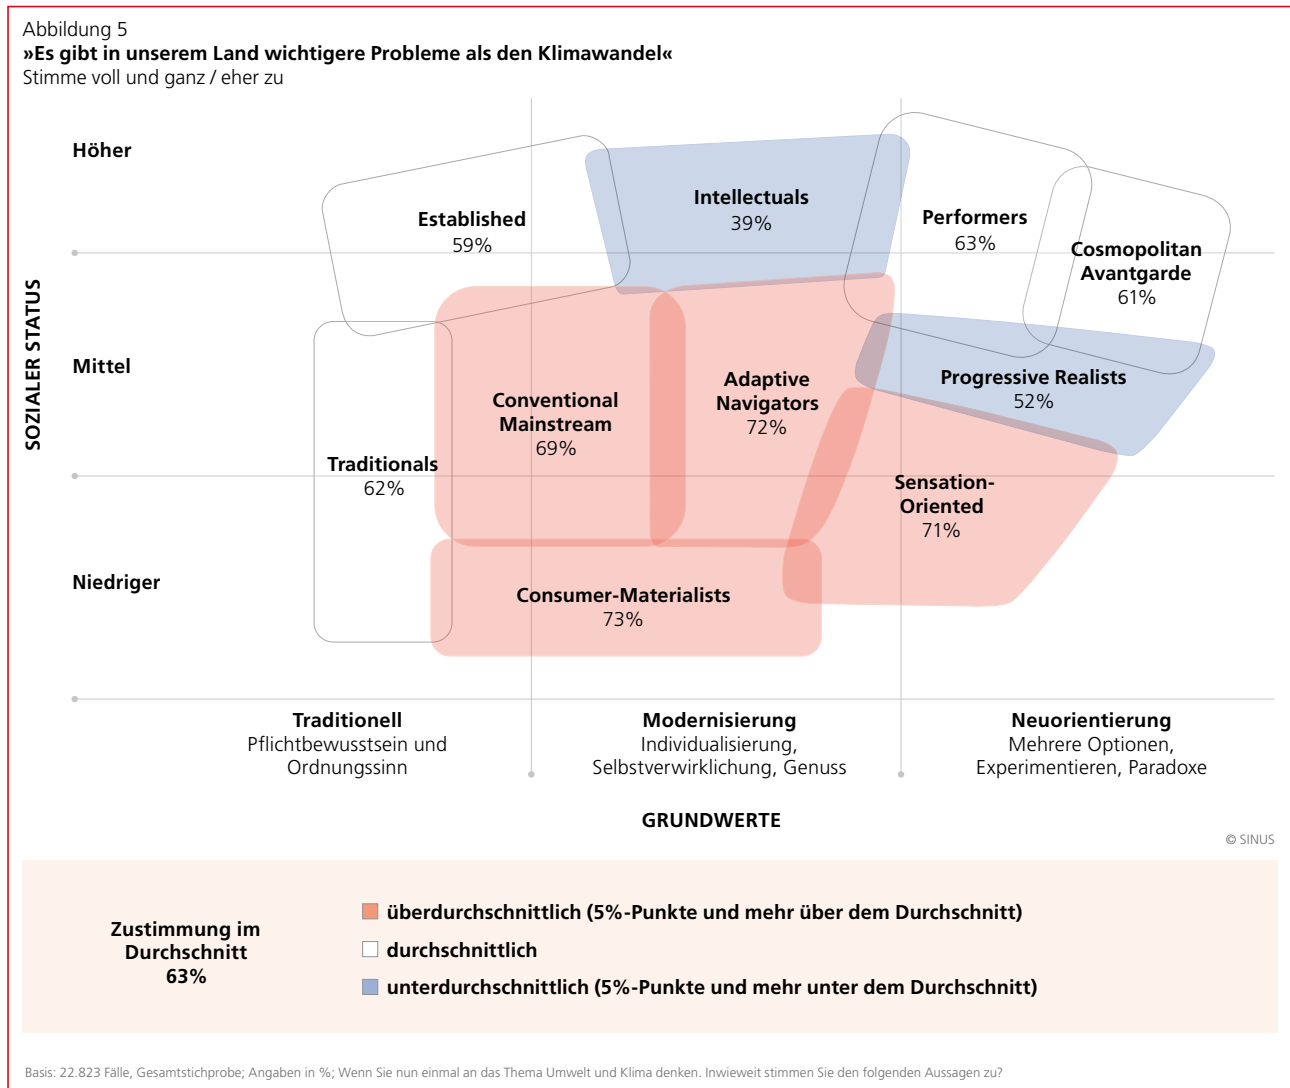 Abbildung 5
»Es gibt in unserem Land wichtigere Probleme als den Klimawandel«
Stimme voll und ganz / eher zu
SOZIALER STATUS
Höher
Mittel
Niedriger
Established
59%
Intellectuals
39%
Performers
63%
Cosmopolitan
Avantgarde
61%
Traditionals
62%
Conventional
Mainstream
69%
Adaptive
Navigators
72%
Progressive Realists
52%
Sensation-
Oriented
71%
Consumer-Materialists
73%
Traditionell
Pflichtbewusstsein und
Ordnungssinn
Modernisierung
Individualisierung,
Selbstverwirklichung, Genuss
Neuorientierung
Mehrere Optionen,
Experimentieren, Paradoxe
GRUNDWERTE
© SINUS
Zustimmung im
Durchschnitt
63%
überdurchschnittlich (5%-Punkte und mehr über dem Durchschnitt)
durchschnittlich
unterdurchschnittlich (5%-Punkte und mehr unter dem Durchschnitt)
Basis: 22.823 Fälle, Gesamtstichprobe; Angaben in %; Wenn Sie nun einmal an das Thema Umwelt und Klima denken. Inwieweit stimmen Sie den folgenden Aussagen zu?